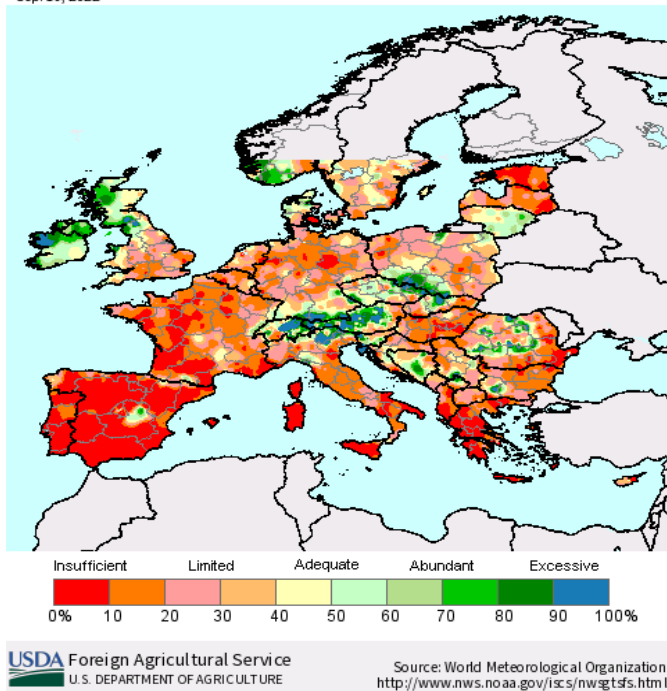 Insufficient Limited Adequate Abundant Excessive
0% 10 20 30 40 50 60 70 80 90 100%
USDA Foreign Agricultural Service
U.S. DEPARTMENT OF AGRICULTURE
Source: World Meteorological Organization
http://www.nws.noaa.gov/iscs/nwsgtsfs.html